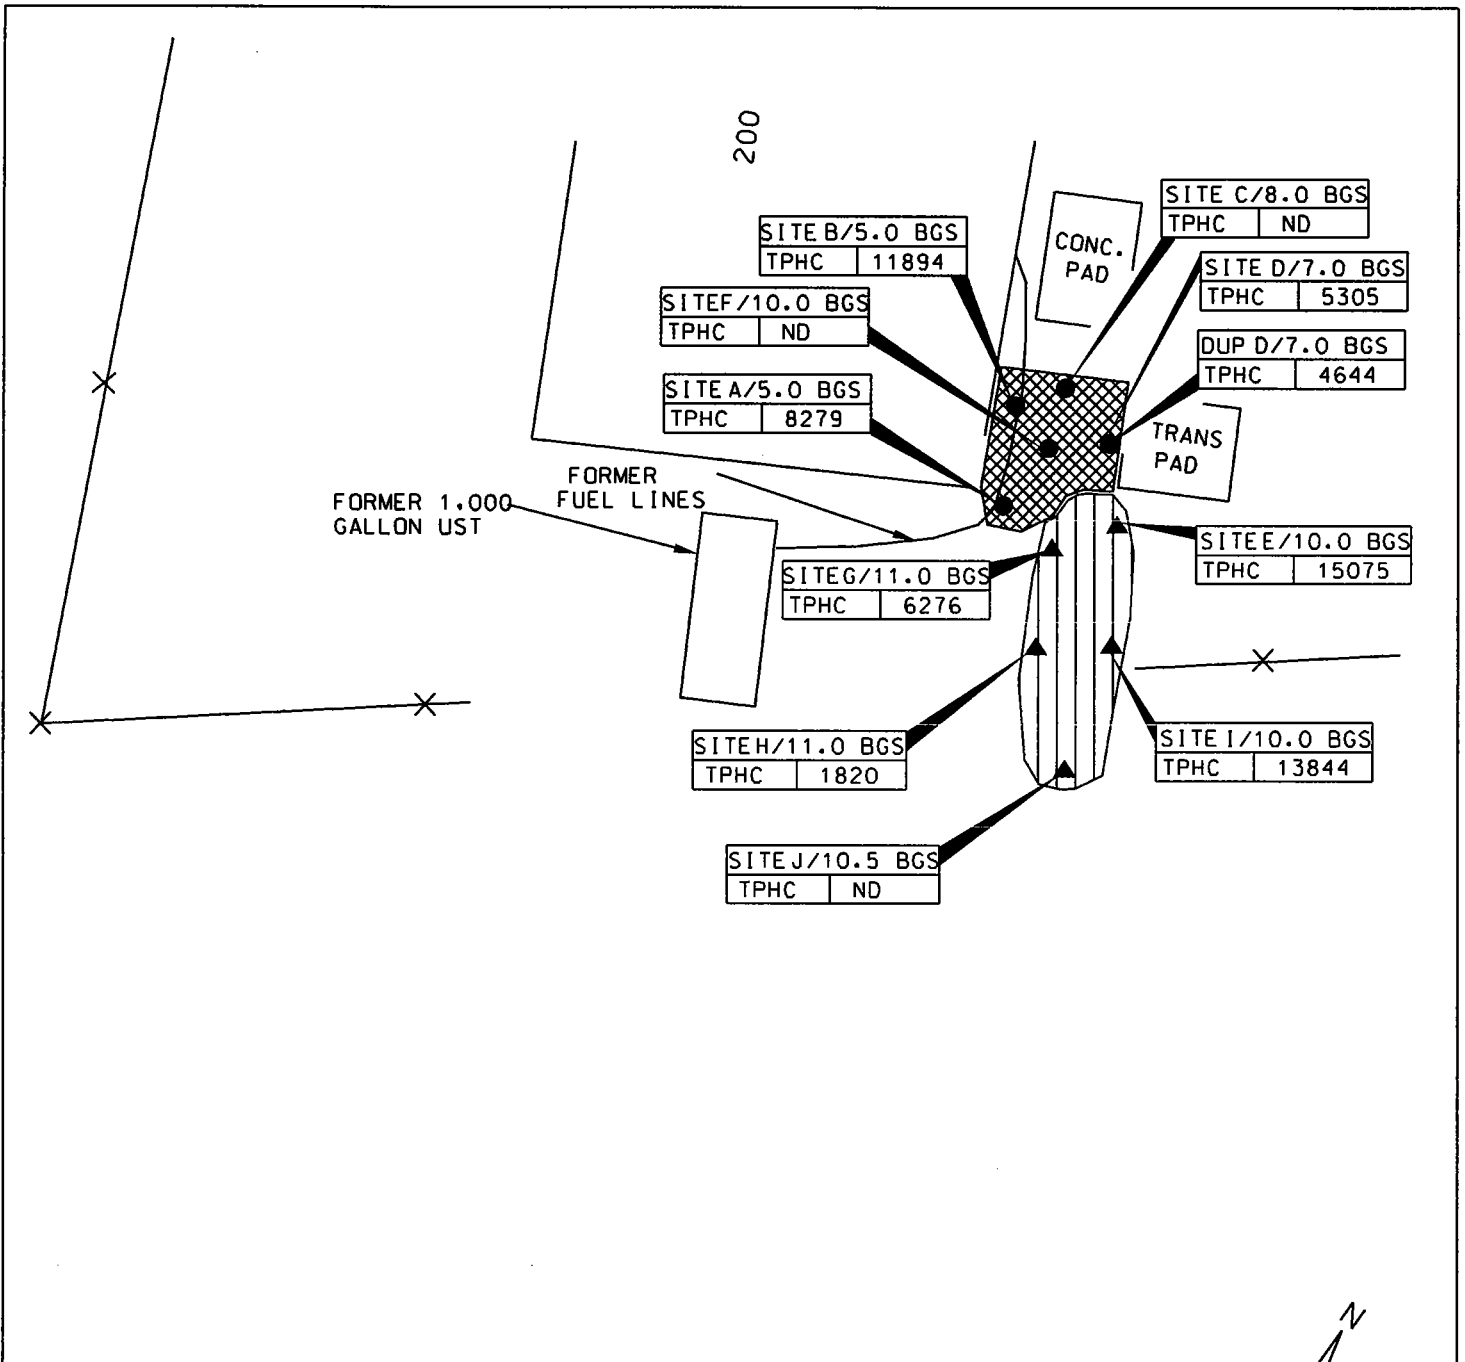 200
SITE C/8.0 BGS
TPHC ND
SITE B/5.0 BGS
TPHC 11894
CONC.
PAD
SITE D/7.0 BGS
TPHC 5305
SITEF/10.0 BGS
TPHC ND
DUP D/7.0 BGS
TPHC 4644
SITE A/5.0 BGS
TPHC 8279
TRANS
PAD
FORMER
FUEL LINES
FORMER 1.000
GALLON UST
SITEE/10.0 BGS
TPHC 15075
SITEG/11.0 BGS
TPHC 6276
SITEH/11.0 BGS
TPHC 1820
SITE I/10.0 BGS
TPHC 13844
SITEJ/10.5 BGS
TPHC ND
N